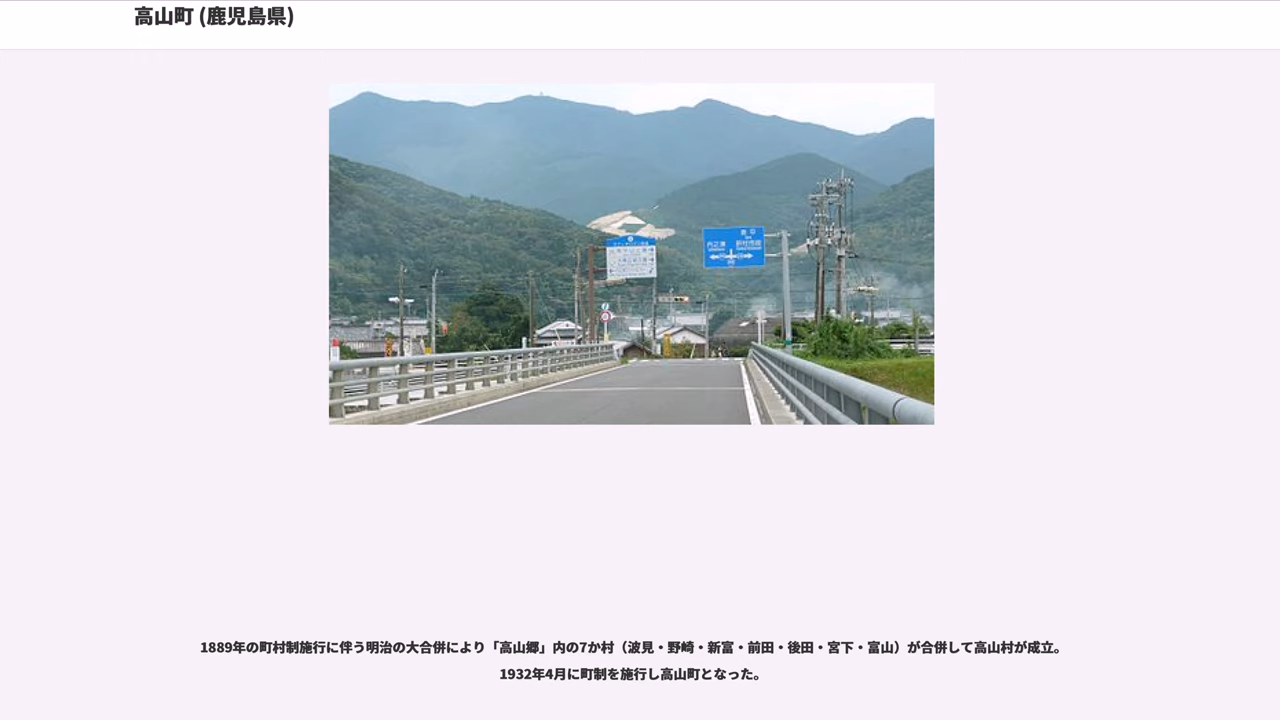 高山町 (鹿児島県)
1889年の町村制施行に伴う明治の大合併により「高山郷」内の7か村（波見・野崎・新富・前田・後田・宮下・富山）が合併して高山村が成立。
1932年4月に町制を施行し高山町となった。